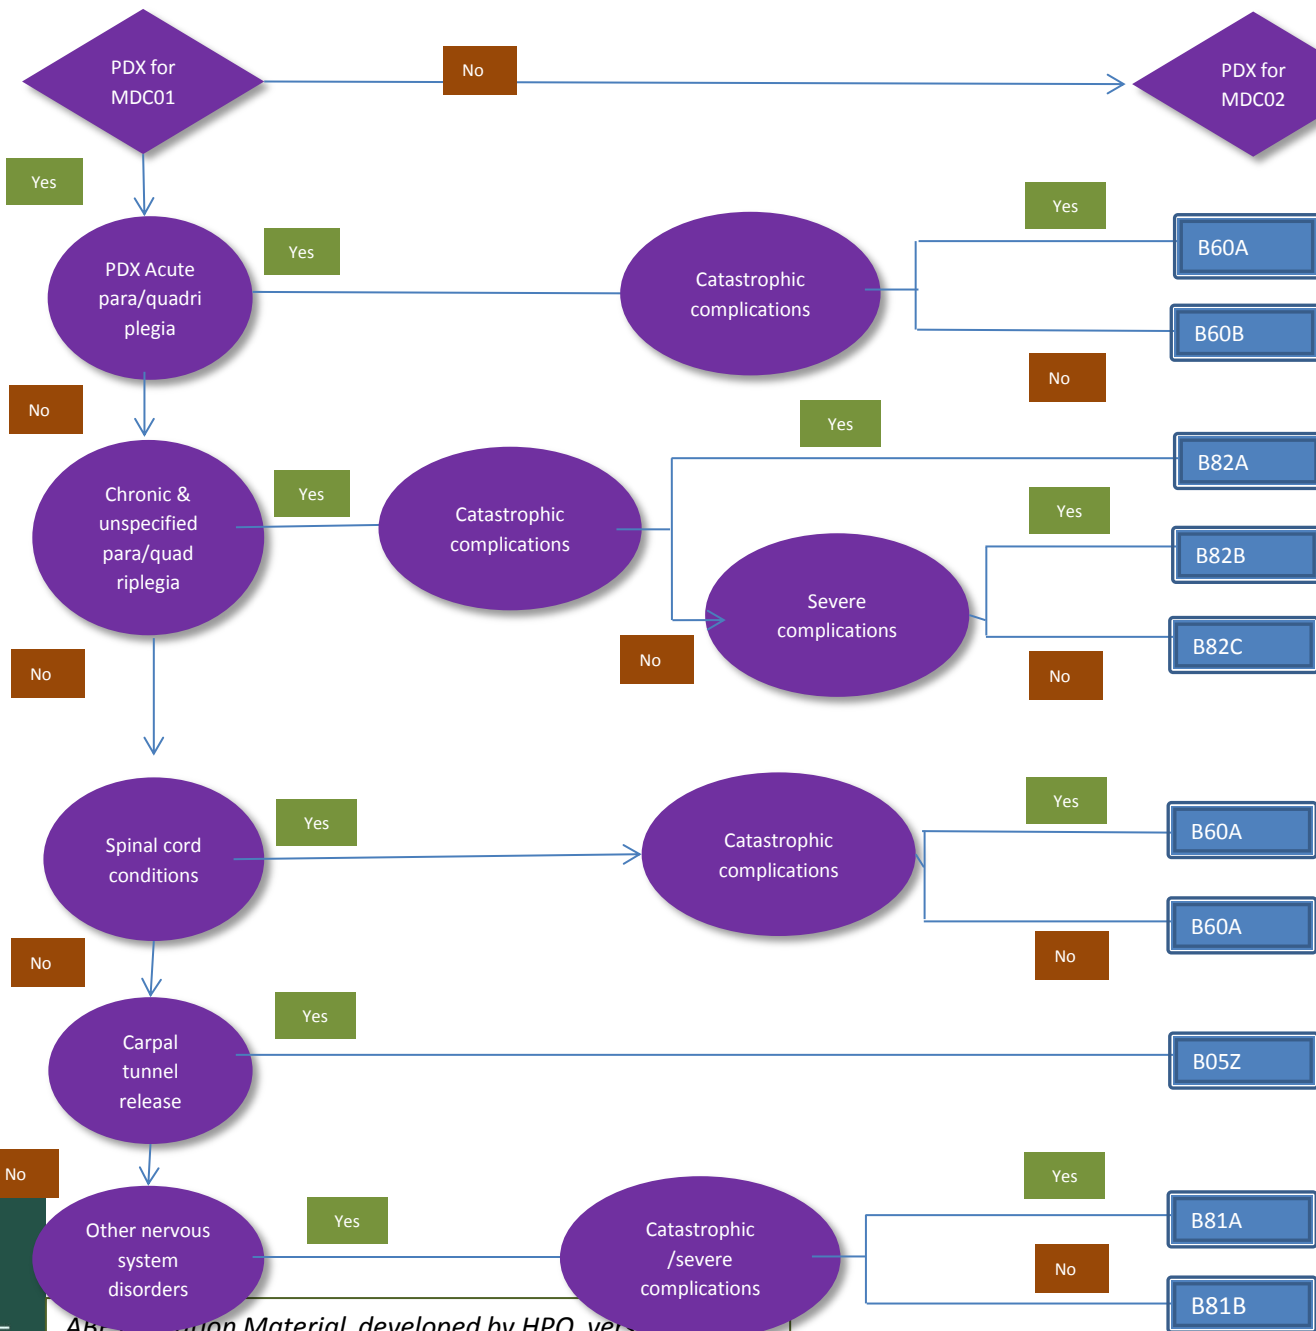 PDX for
MDC01
No
PDX for
MDC02
Yes
PDX Acute
para/quadri
plegia
Yes
Catastrophic
complications
Yes
B60A
B60B
No
No
Chronic &
unspecified
para/quad
riplegia
Yes
Catastrophic
complications
Yes
B82A
Yes
B82B
No
Severe
complications
B82C
No
No
Spinal cord
conditions
Yes
Catastrophic
complications
Yes
B60A
B60A
No
No
Carpal
tunnel
release
Yes
B05Z
No
Other nervous
system
disorders
Yes
Catastrophic
/severe
complications
Yes
B81A
No
B81B
Material, developed by HPO,